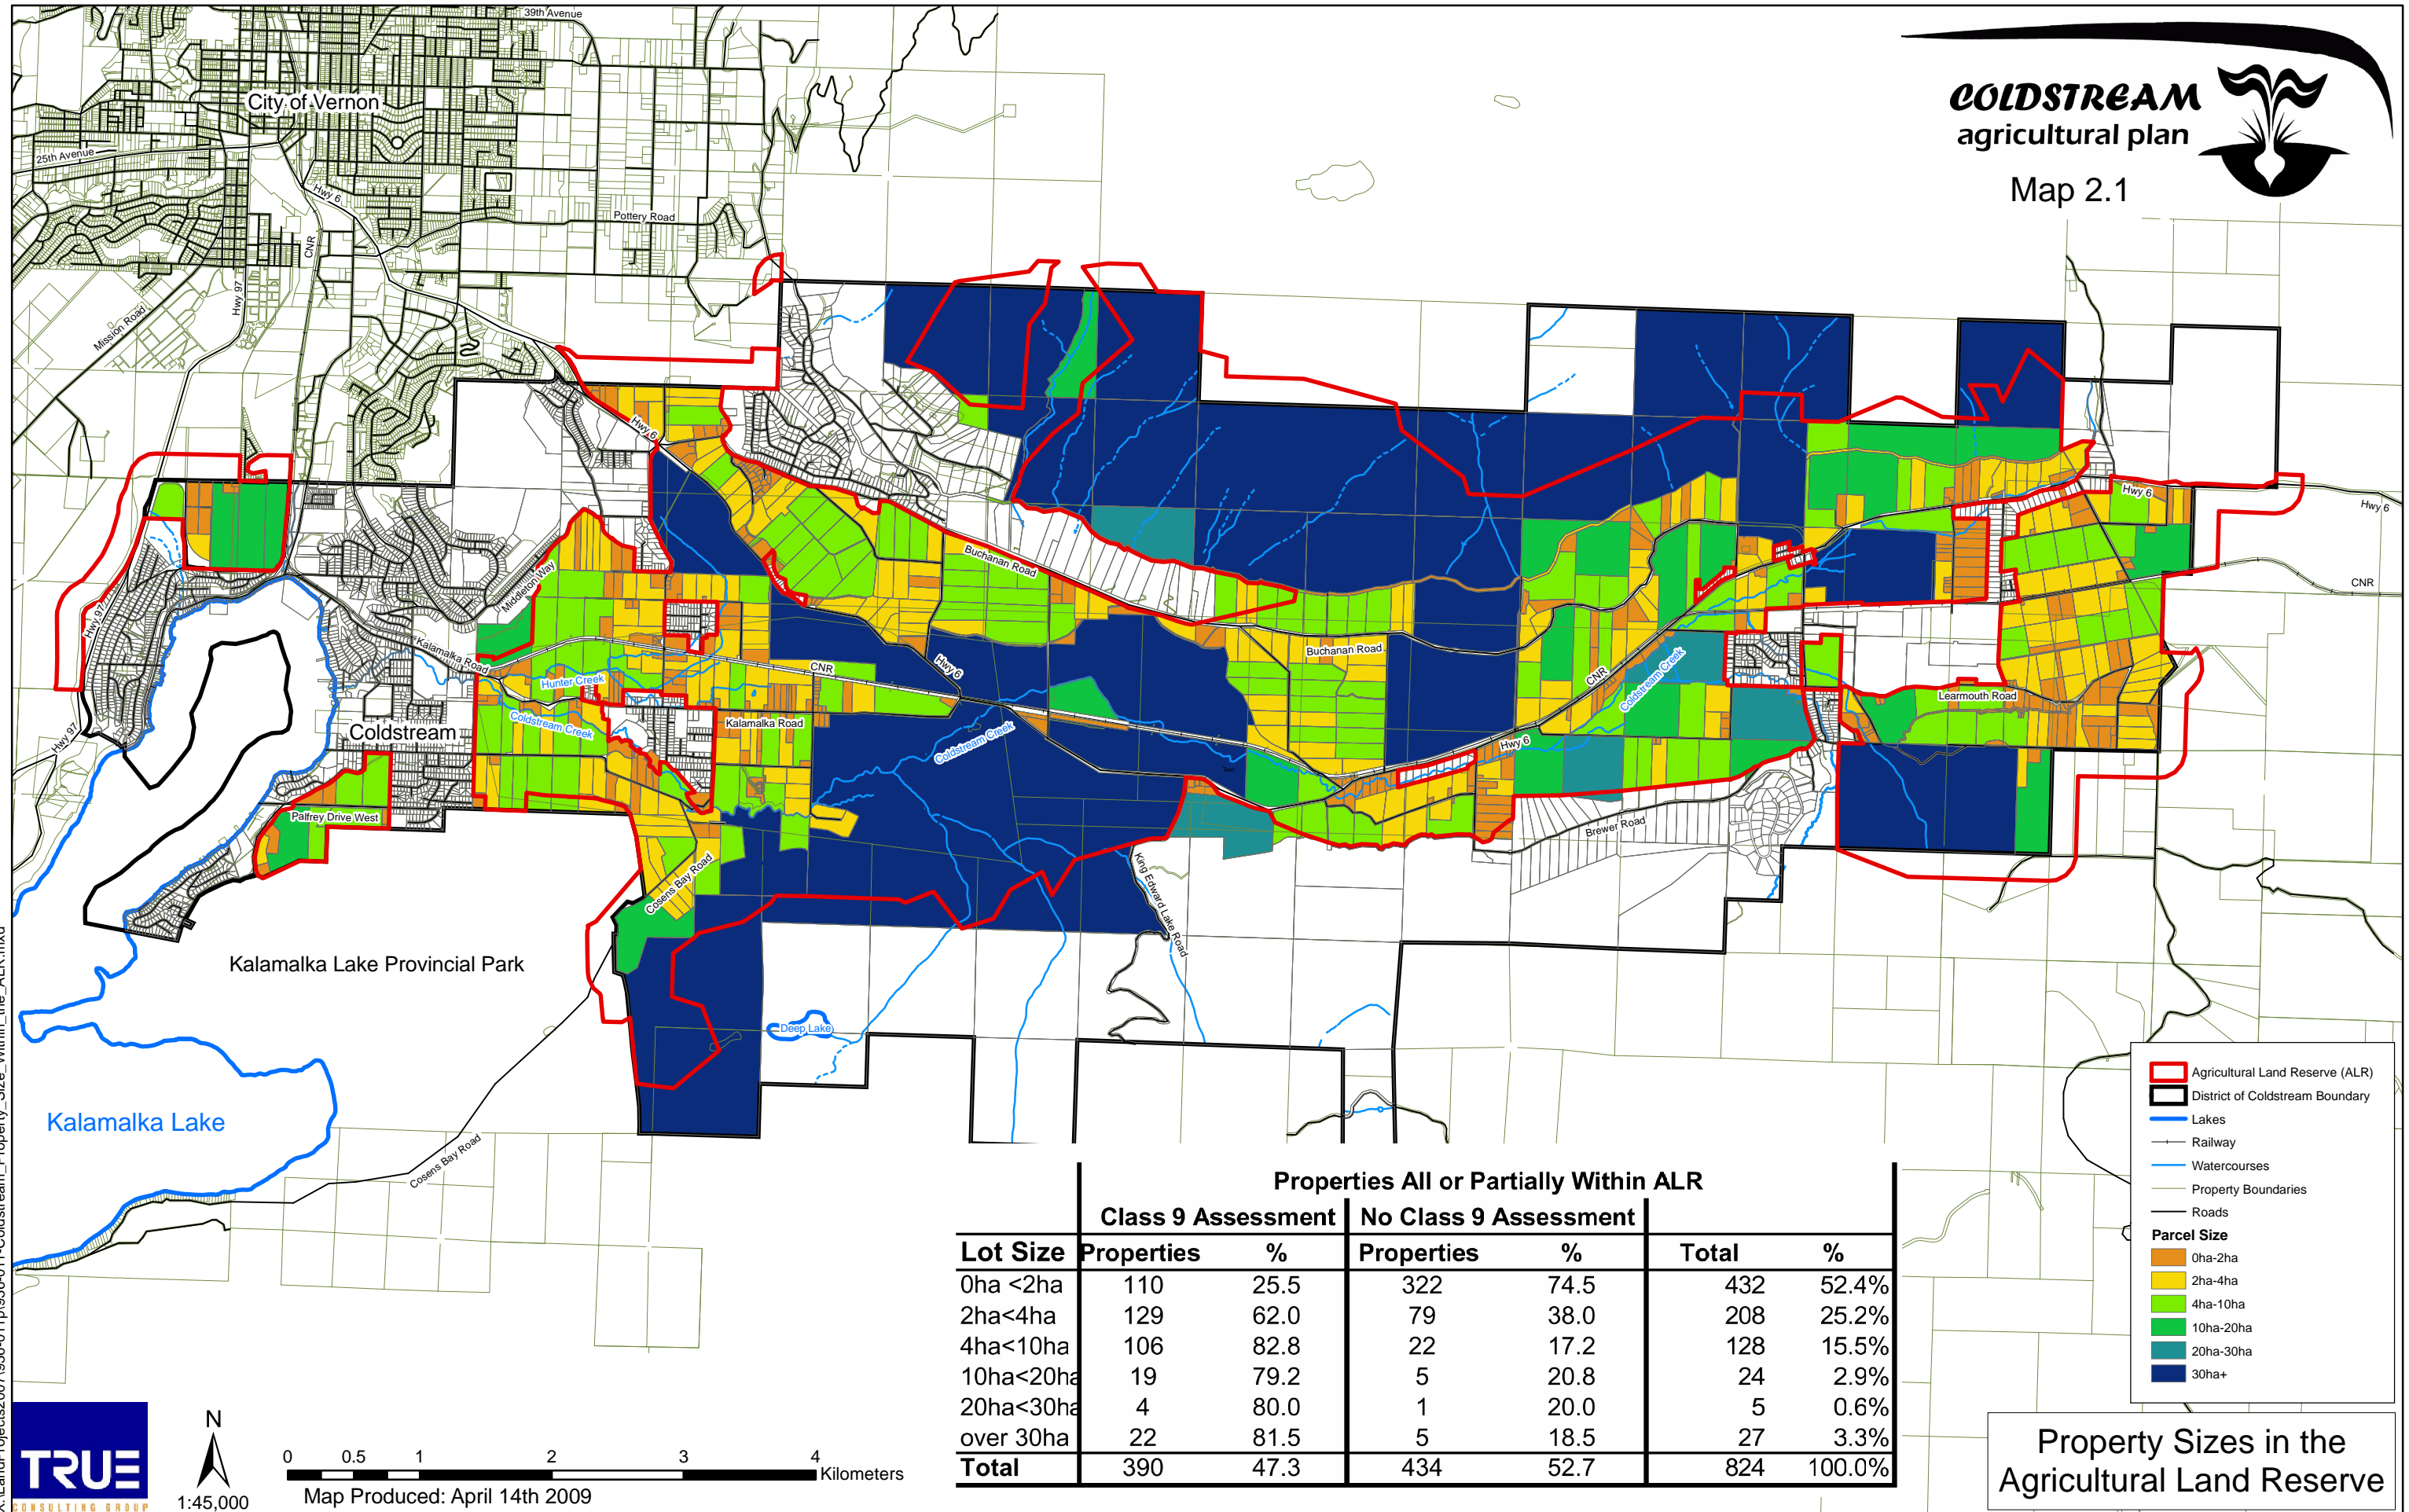 39th Avenue
City of Vernon
25th Avenue
Hwy 6
CNR
Pottery Road
Hwy 97
Mission Road
COLDSTREAM
agricultural plan
Map 2.1
Hwy 6
Hwy 6
Hwy 6
CNR
Buchanan Road
Middleton Way
Hwy 97
Kalamalka Road
CNR
Hwy 6
Buchanan Road
Hunter Creek
CNR
Coldstream Creek
Learmouth Road
Coldstream Creek
Kalamalka Road
Coldstream
Hwy 97
Coldstream Creek
Hwy 6
Palfrey Drive West
Brewer Road
Cosens Bay Road
King Edward Lake Road
Kalamalka Lake Provincial Park
Deep Lake
Kalamalka Lake
Cosens Bay Road
Agricultural Land Reserve (ALR)
District of Coldstream Boundary
Lakes
Railway
Watercourses
Property Boundaries
Roads
Parcel Size
0ha-2ha
2ha-4ha
4ha-10ha
10ha-20ha
20ha-30ha
30ha+
Properties All or Partially Within ALR
Class 9 Assessment No Class 9 Assessment
Lot Size Properties % Properties % Total %
0ha <2ha 110 25.5 322 74.5 432 52.4%
2ha<4ha 129 62.0 79 38.0 208 25.2%
4ha<10ha 106 82.8 22 17.2 128 15.5%
10ha<20ha 19 79.2 5 20.8 24 2.9%
20ha<30ha 4 80.0 1 20.0 5 0.6%
over 30ha 22 81.5 5 18.5 27 3.3%
Total 390 47.3 434 52.7 824 100.0%
Property Sizes in the
Agricultural Land Reserve
TRUE
CONSULTING GROUP
N
1:45,000
0 0.5 1 2 3 4
Kilometers
Map Produced: April 14th 2009